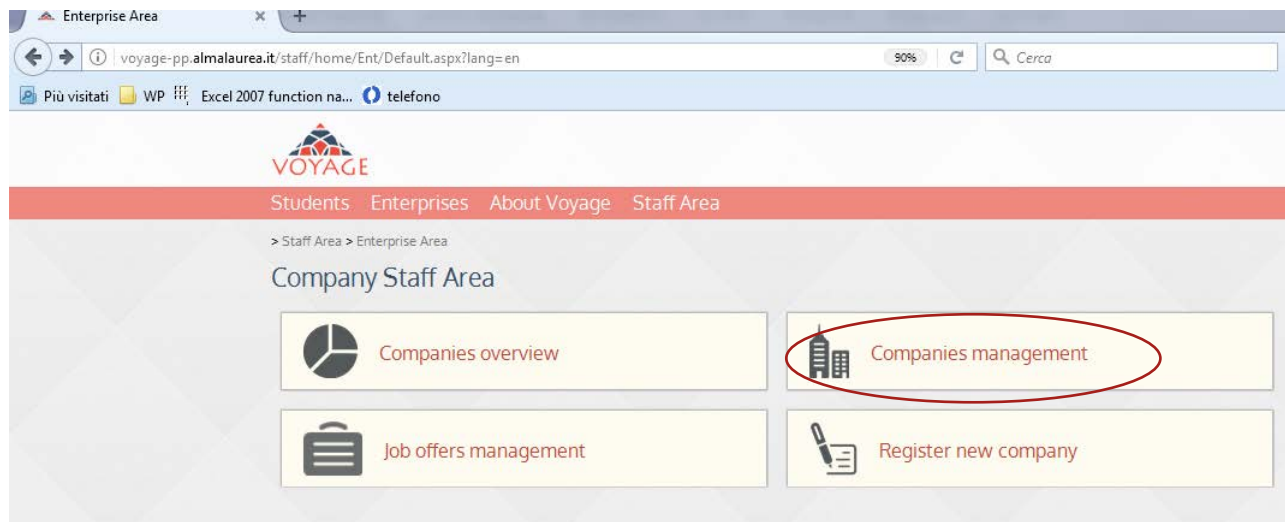 Enterprise Area
voyage-pp.almalaurea.it/staff/home/Ent/Default.aspx?lang=en 90% Cerca
Più visitati WP Excel 2007 function na... telefono
VOYAGE
Students Enterprises About Voyage Staff Area
> Staff Area > Enterprise Area
Company Staff Area
Companies overview Companies management
Job offers management Register new company